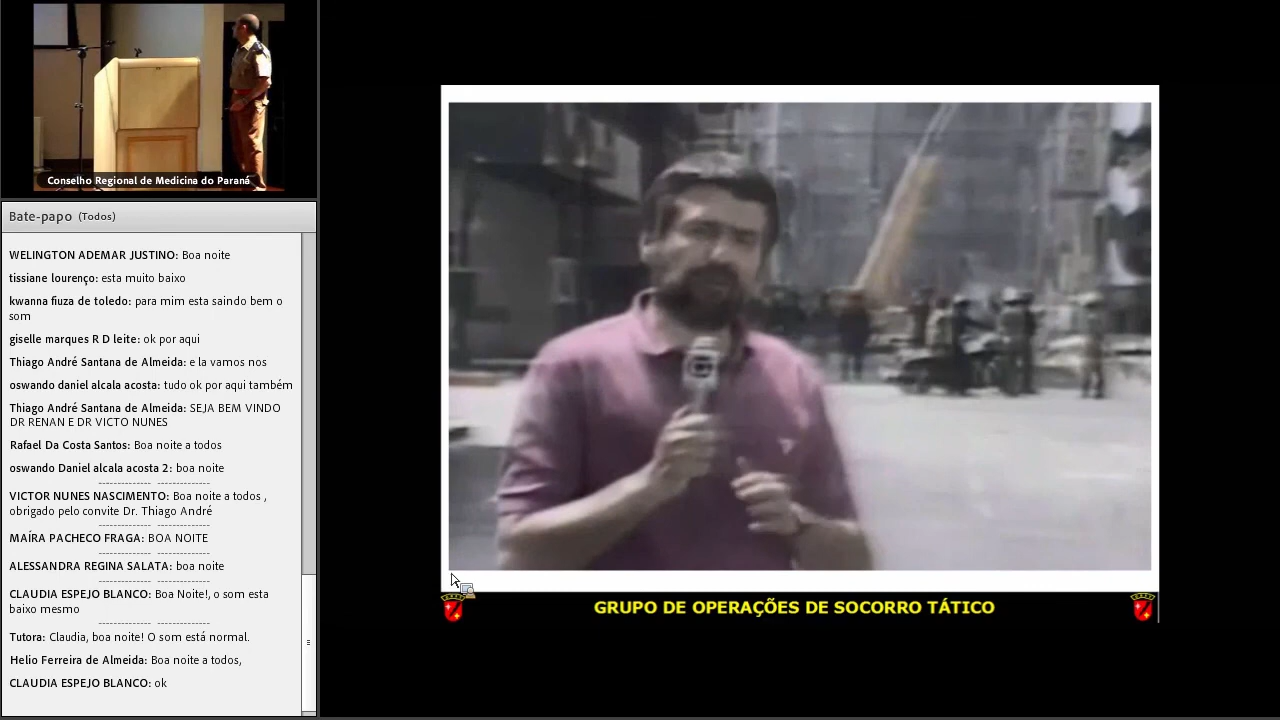 Conselho Regional de Medicina do Paraná
Bate-papo (Todos)
WELINGTON ADEMAR JUSTINO: Boa noite
tissiane lourenço: esta muito baixo
kwanna fiuza de toledo: para mim esta saindo bem o
som
giselle marques R D leite: ok por aqui
Thiago André Santana de Almeida: e la vamos nos
oswando daniel alcala acosta: tudo ok por aqui também
Thiago André Santana de Almeida: SEJA BEM VINDO
DR RENAN E DR VICTO NUNES
Rafael Da Costa Santos: Boa noite a todos
oswando Daniel alcala acosta 2: boa noite
VICTOR NUNES NASCIMENTO: Boa noite a todos ,
obrigado pelo convite Dr. Thiago André
MAÍRA PACHECO FRAGA: BOA NOITE
ALESSANDRA REGINA SALATA: boa noite
CLAUDIA ESPEJO BLANCO: Boa Noite!, o som esta
baixo mesmo
Tutora: Claudia, boa noite! O som está normal.
Helio Ferreira de Almeida: Boa noite a todos,
CLAUDIA ESPEJO BLANCO: ok
GRUPO DE OPERAÇÕES DE SOCORRO TÁTICO